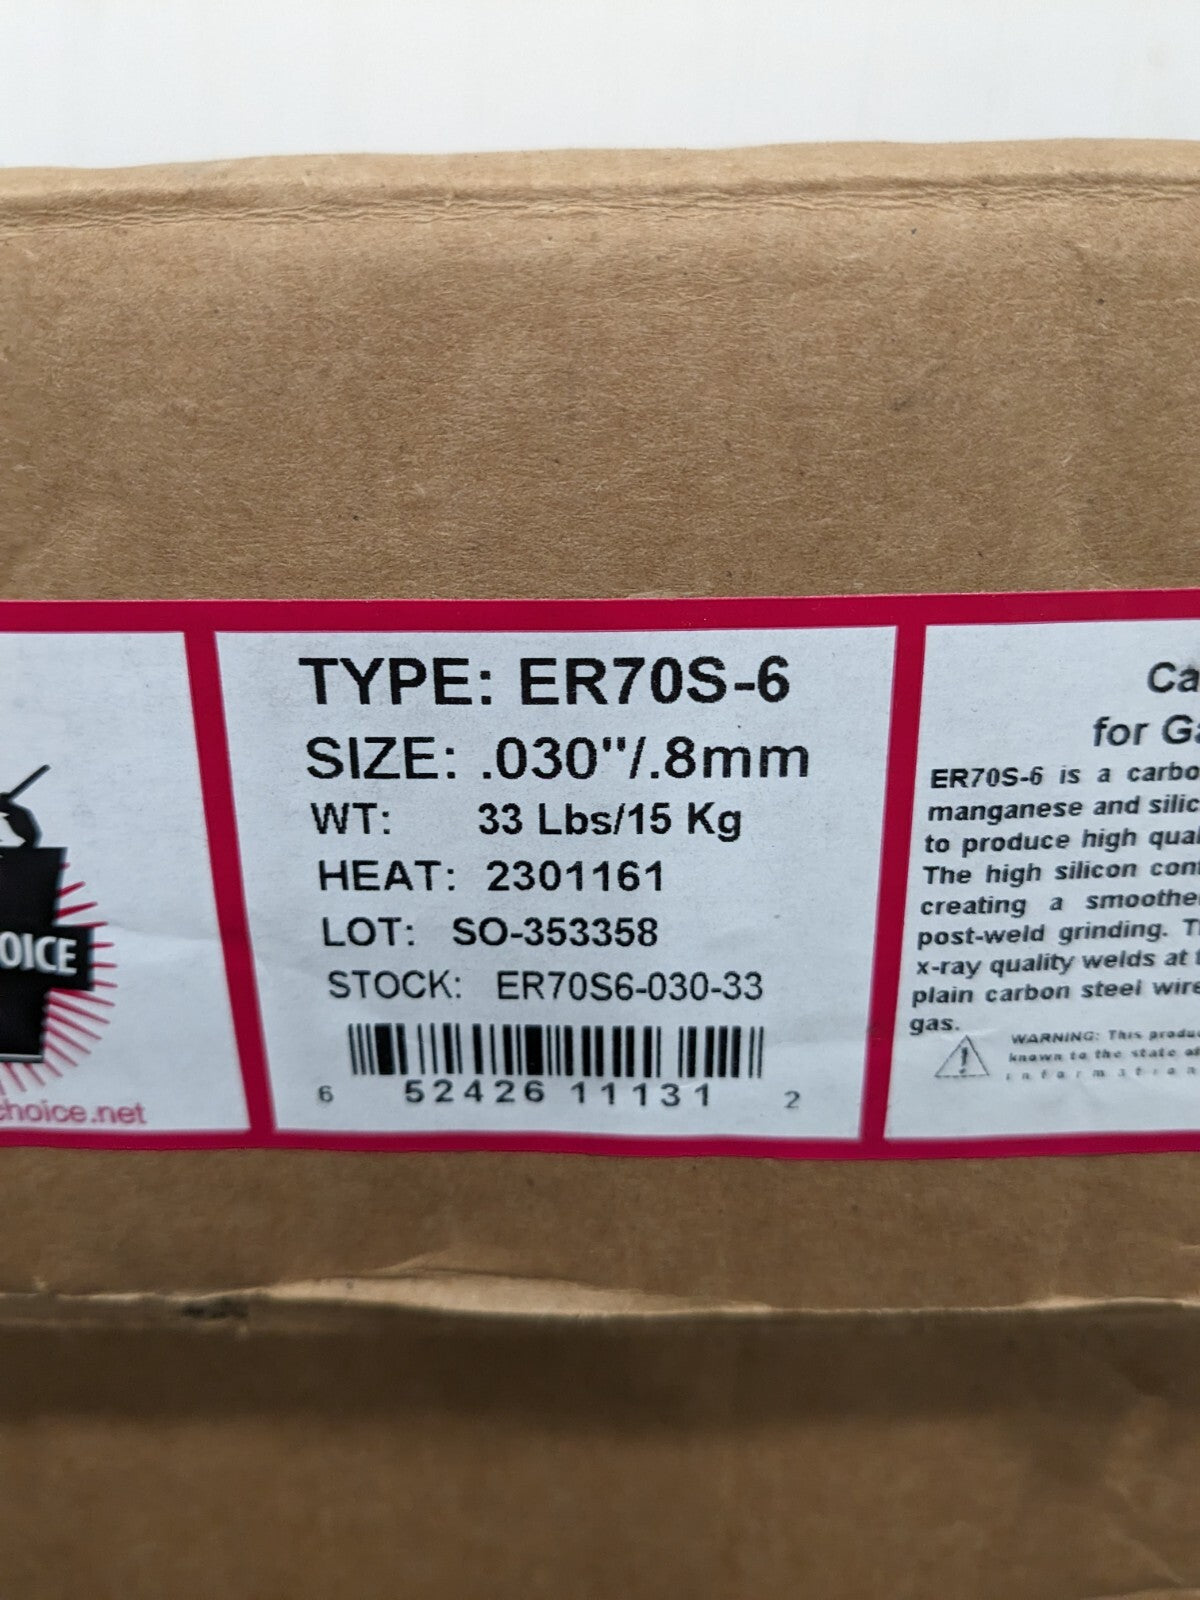 OICE
choice.net
TYPE: ER70S-6
SIZE: .030"/.8mm
WT: 33 Lbs/15 Kg
HEAT: 2301161
LOT: SO-353358
STOCK: ER70S6-030-33
6 52426 11131 2
Ca
for Ga
ER70S-6 is a carbo
manganese and silic
to produce high qual
The high silicon cont
creating a smoothe
post-weld grinding. T
x-ray quality welds at t
plain carbon steel wire
gas.
WARNING: This produc
known to the state of
information